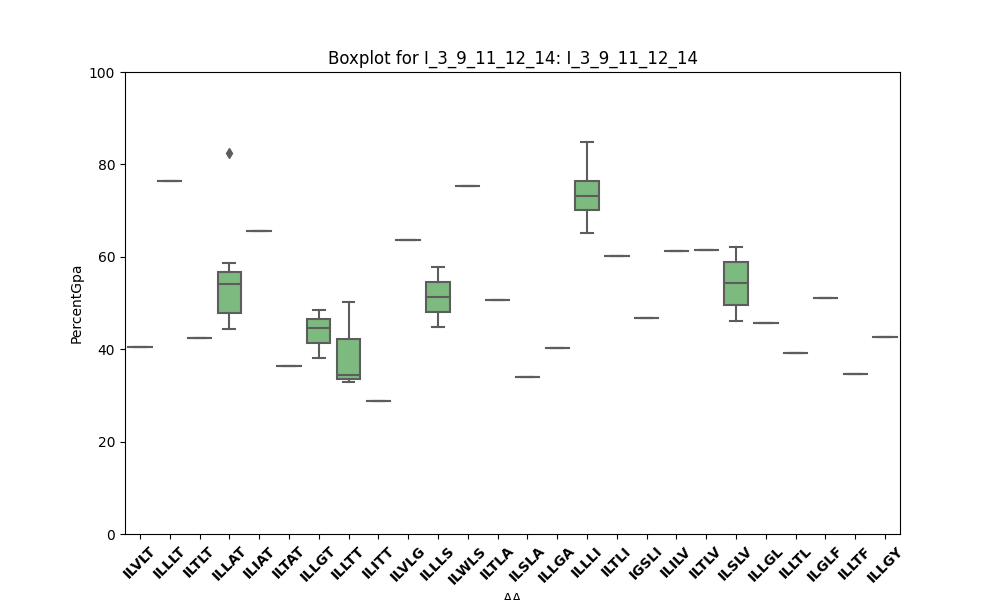 Boxplot for I_3_9_11_12_14: I_3_9_11_12_14
PercentGpa
100
80
60
40
20
0
ILVLT ILLLT ILTLT ILLAT ILIAT ILTAT ILLGT ILLTT ILITT ILVLG ILLLS ILWLS ILTLA ILSLA ILLGA ILLLI ILTLI IGSLI ILILV ILTLV ILSLV ILLGL ILLTL ILGLF ILLTF ILLGY
AA